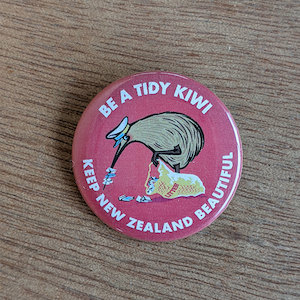 BE A TIDY KIWI
KEEP NEW ZEALAND BEAUTIFUL